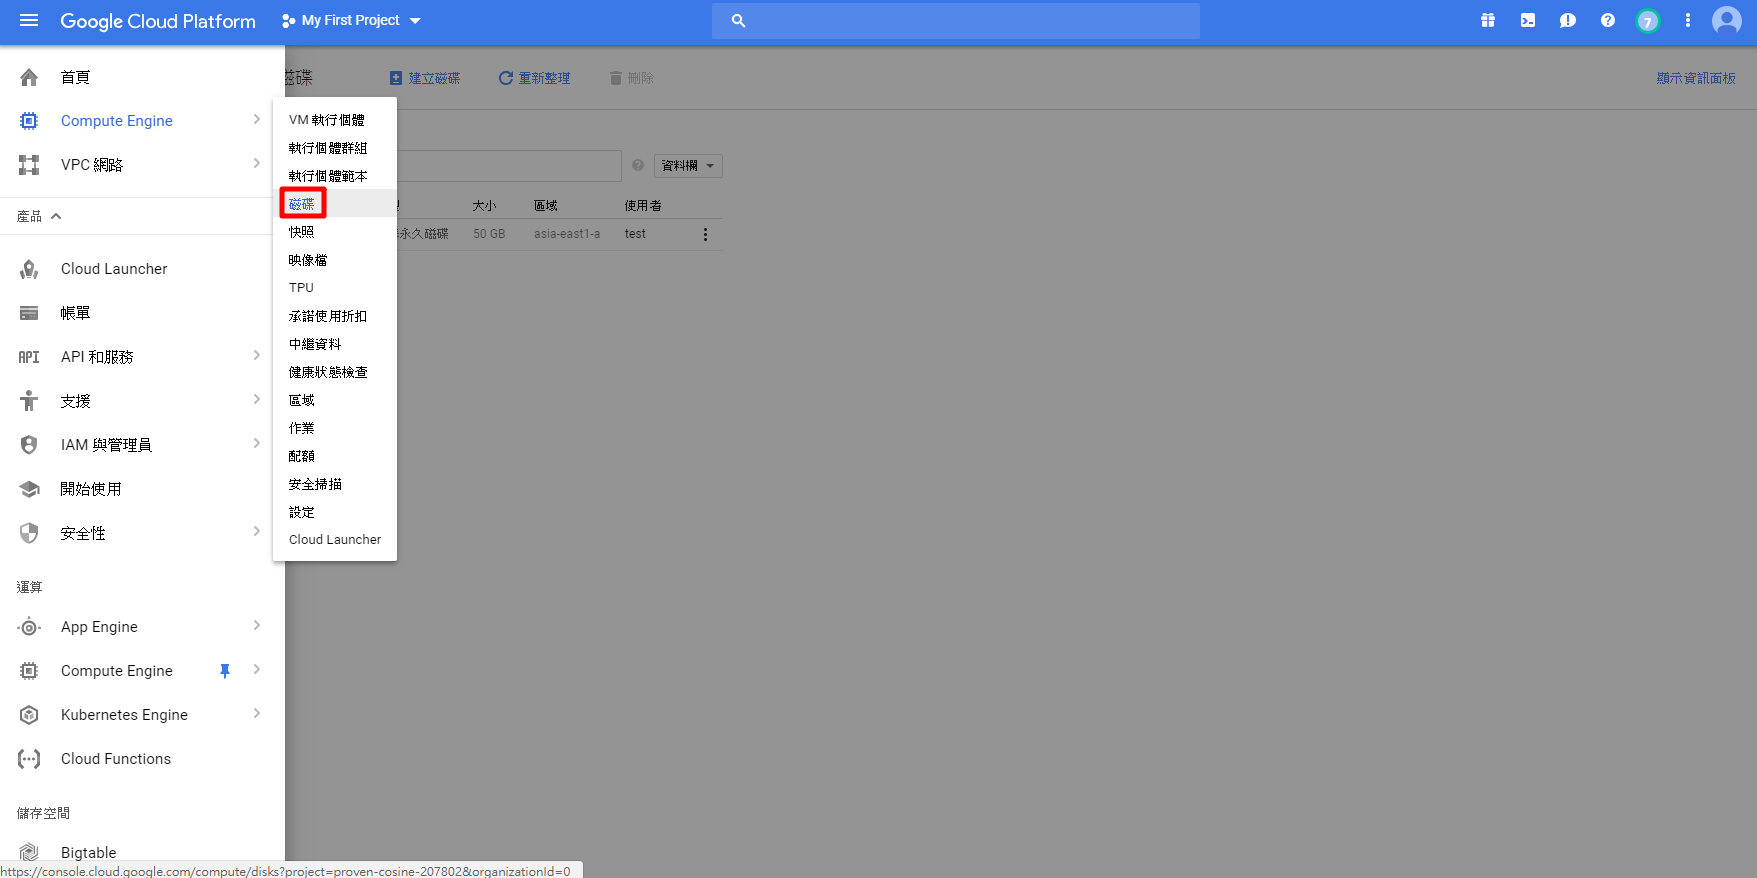 Google Cloud Platform
My First Project
7
首頁
Compute Engine
VPC 網路
產品
Cloud Launcher
帳單
API 和服務
支援
IAM 與管理員
開始使用
安全性
運算
App Engine
Compute Engine
Kubernetes Engine
Cloud Functions
儲存空間
Bigtable
VM 執行個體
執行個體群組
執行個體範本
磁碟
快照
映像檔
TPU
承諾使用折扣
中繼資料
健康狀態檢查
區域
作業
配額
安全掃描
設定
Cloud Launcher
磁碟
建立磁碟
重新整理
刪除
顯示資訊面板
資料欄
大小 區域 使用者
永久磁碟 50 GB asia-east1-a test
https://console.cloud.google.com/compute/disks?project=proven-cosine-207802&organizationId=0